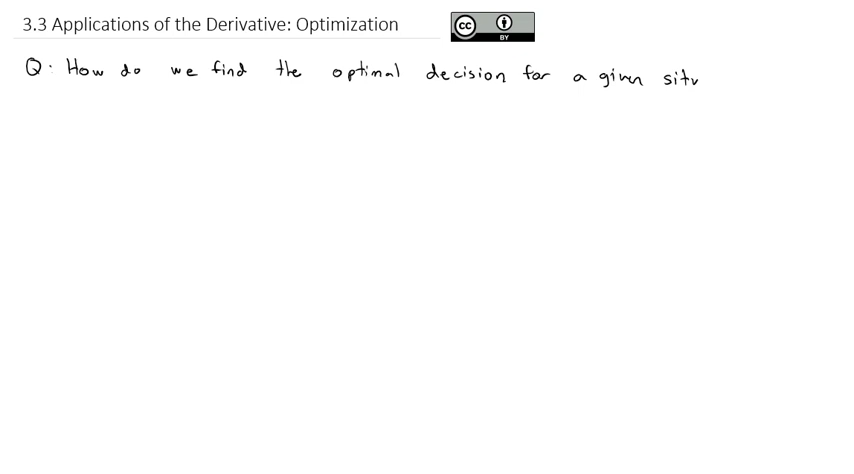 3.3 Applications of the Derivative: Optimization
cc BY
Q: How do we find the optimal decision for a given situ